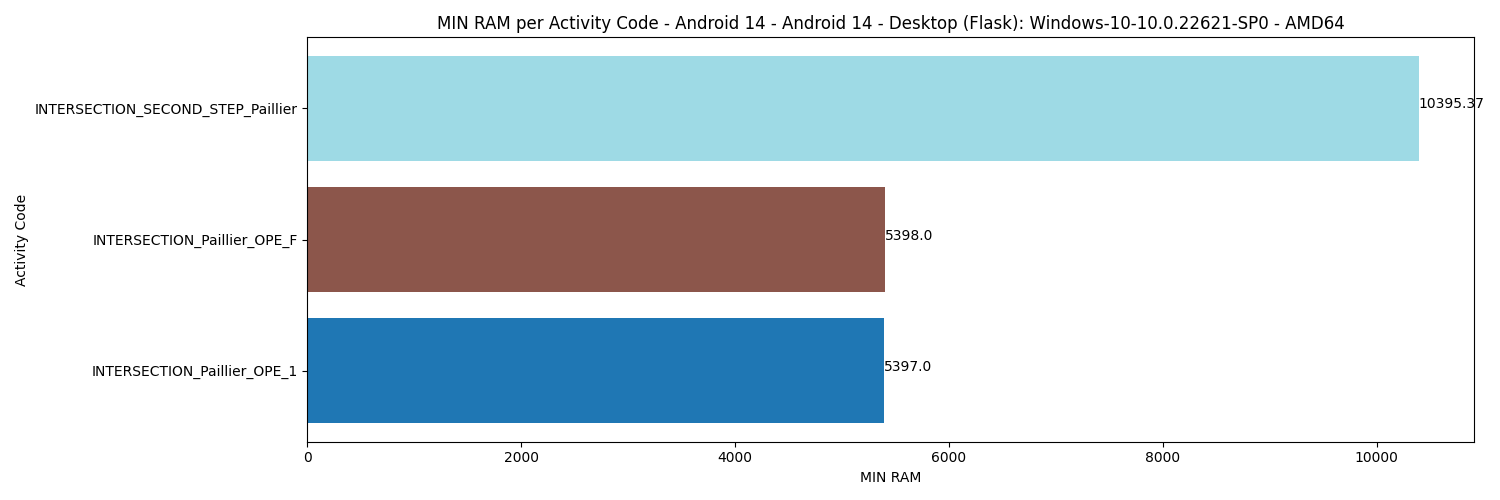 MIN RAM per Activity Code - Android 14 - Android 14 - Desktop (Flask): Windows-10-10.0.22621-SP0 - AMD64
INTERSECTION_SECOND_STEP_Paillier
10395.37
INTERSECTION_Paillier_OPE_F
5398.0
INTERSECTION_Paillier_OPE_1
5397.0
Activity Code
0 2000 4000 6000 8000 10000
MIN RAM